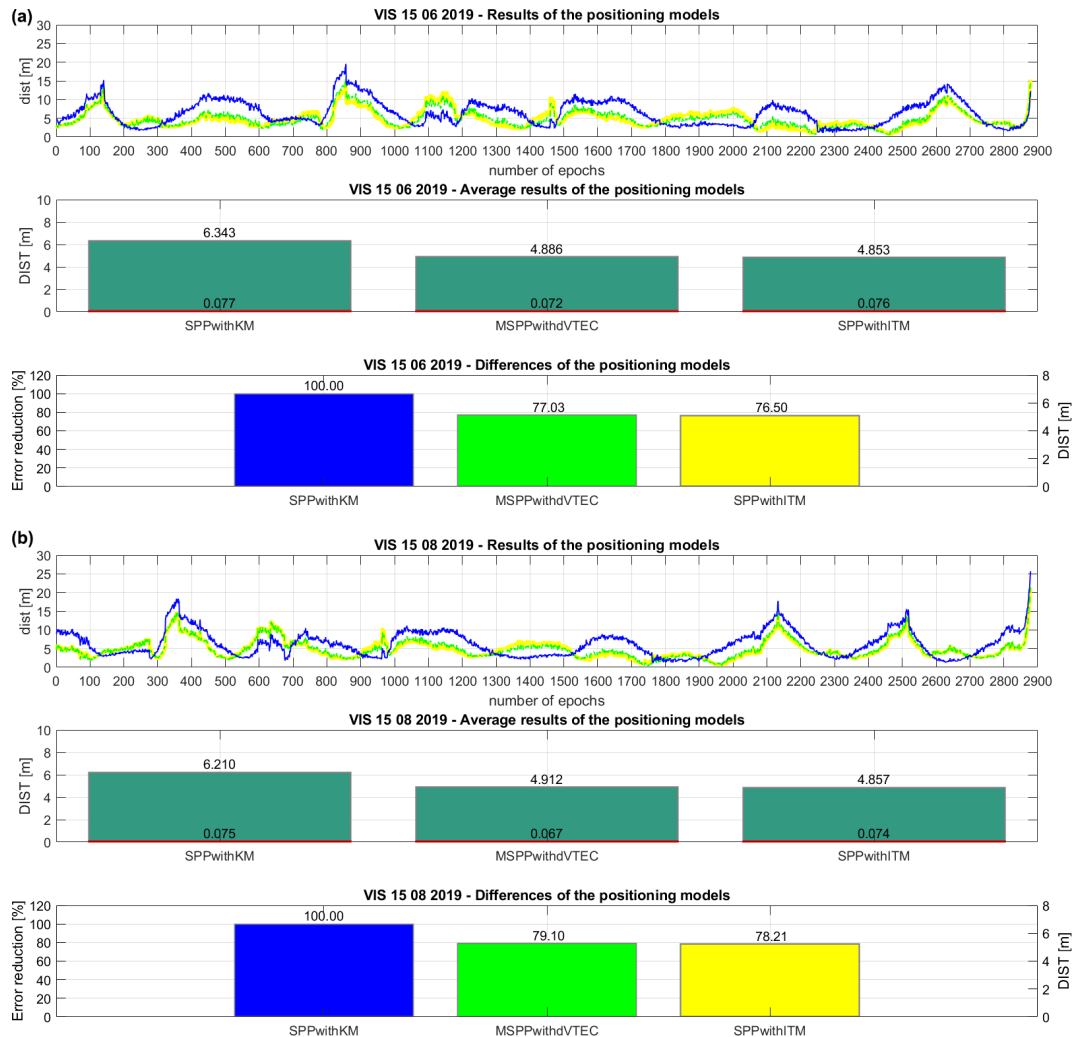 (a)
VIS 15 06 2019 - Results of the positioning models
dist [m]
30
25
20
15
10
5
0
0 100 200 300 400 500 600 700 800 900 1000 1100 1200 1300 1400 1500 1600 1700 1800 1900 2000 2100 2200 2300 2400 2500 2600 2700 2800 2900
number of epochs
VIS 15 06 2019 - Average results of the positioning models
DIST [m]
10
8
6
4
2
0
6.343
4.886
4.853
0.077
0.072
0.076
SPPwithKM
MSPPwithdVTEC
SPPwithITM
VIS 15 06 2019 - Differences of the positioning models
Error reduction [%]
120
100
80
60
40
20
0
100.00
77.03
76.50
8
6
4
2
0
DIST [m]
SPPwithKM
MSPPwithdVTEC
SPPwithITM
(b)
VIS 15 08 2019 - Results of the positioning models
dist [m]
30
25
20
15
10
5
0
0 100 200 300 400 500 600 700 800 900 1000 1100 1200 1300 1400 1500 1600 1700 1800 1900 2000 2100 2200 2300 2400 2500 2600 2700 2800 2900
number of epochs
VIS 15 08 2019 - Average results of the positioning models
DIST [m]
10
8
6
4
2
0
6.210
4.912
4.857
0.075
0.067
0.074
SPPwithKM
MSPPwithdVTEC
SPPwithITM
VIS 15 08 2019 - Differences of the positioning models
Error reduction [%]
120
100
80
60
40
20
0
100.00
79.10
78.21
8
6
4
2
0
DIST [m]
SPPwithKM
MSPPwithdVTEC
SPPwithITM